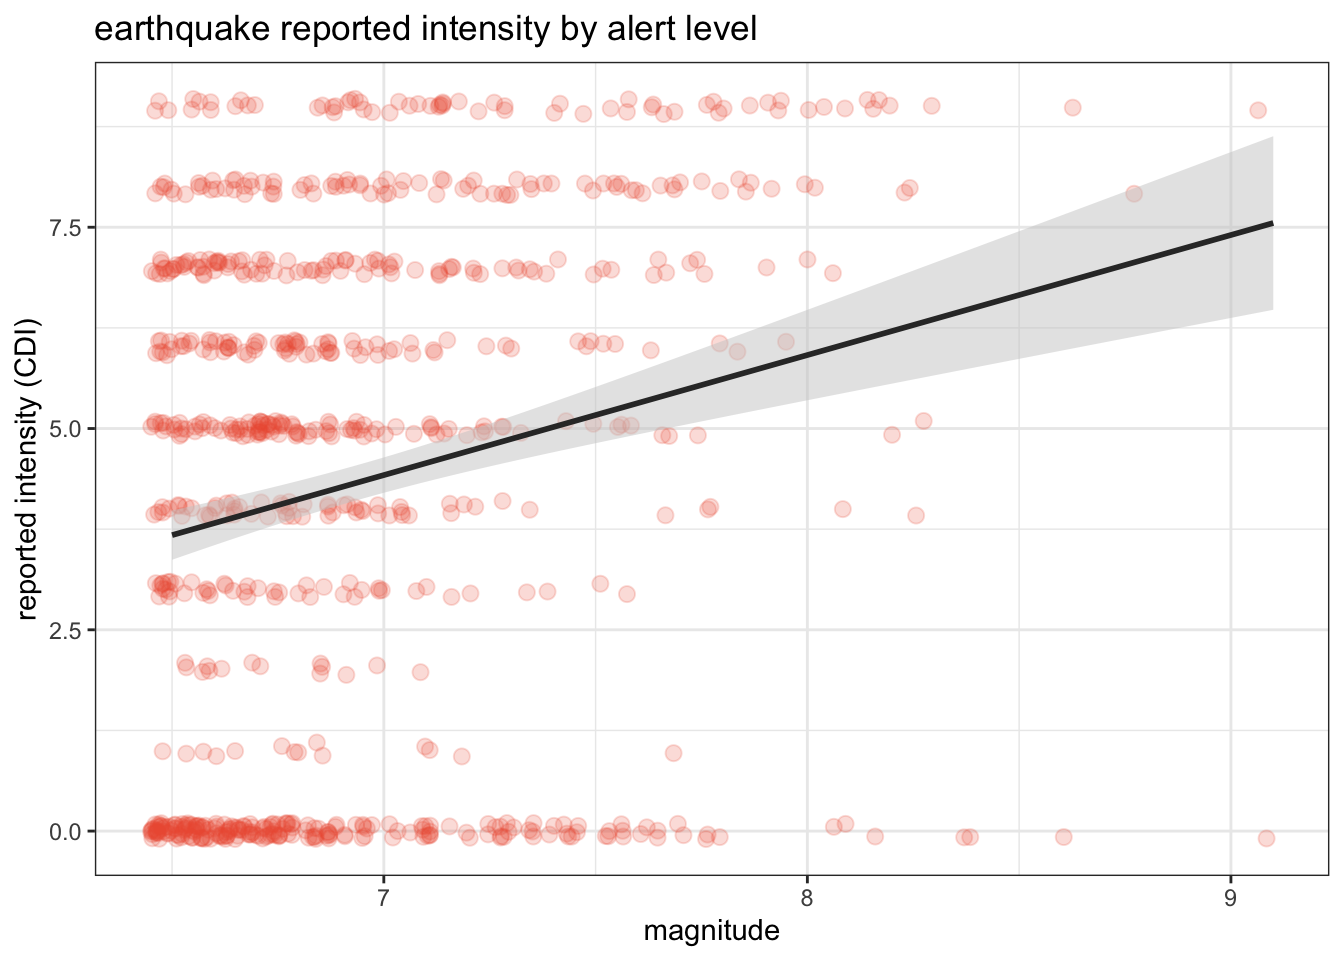 earthquake reported intensity by alert level
reported intensity (CDI)
7.5
5.0
2.5
0.0
7
8
9
magnitude